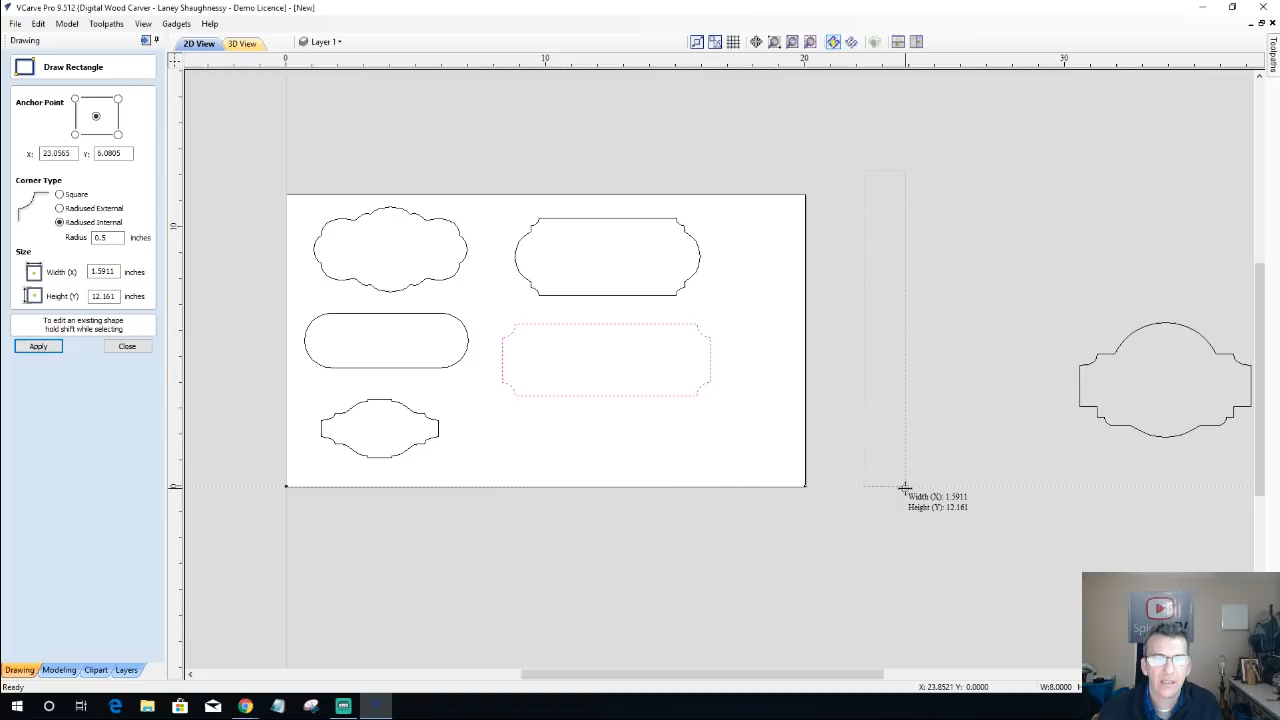 VCarve Pro 9.512 {Digital Wood Carver - Laney Shaughnessy - Demo Licence} - [New]
File Edit Model Toolpaths View Gadgets Help
Drawing
2D View 3D View Layer 1
Draw Rectangle
0 10 20 30
Anchor Point
X: 23.0565 Y: 6.0805
Corner Type
Square
Radiused External
Radiused Internal
Radius 0.5 inches
Size
Width (X) 1.5911 inches
Height (Y) 12.161 inches
To edit an existing shape
hold shift while selecting
Apply Close
10
0
Width (X): 1.5911
Height (Y): 12.161
Toolpaths
Drawing Modeling Clipart Layers
Ready
X: 23.8521 Y: 0.0000
W:8.0000